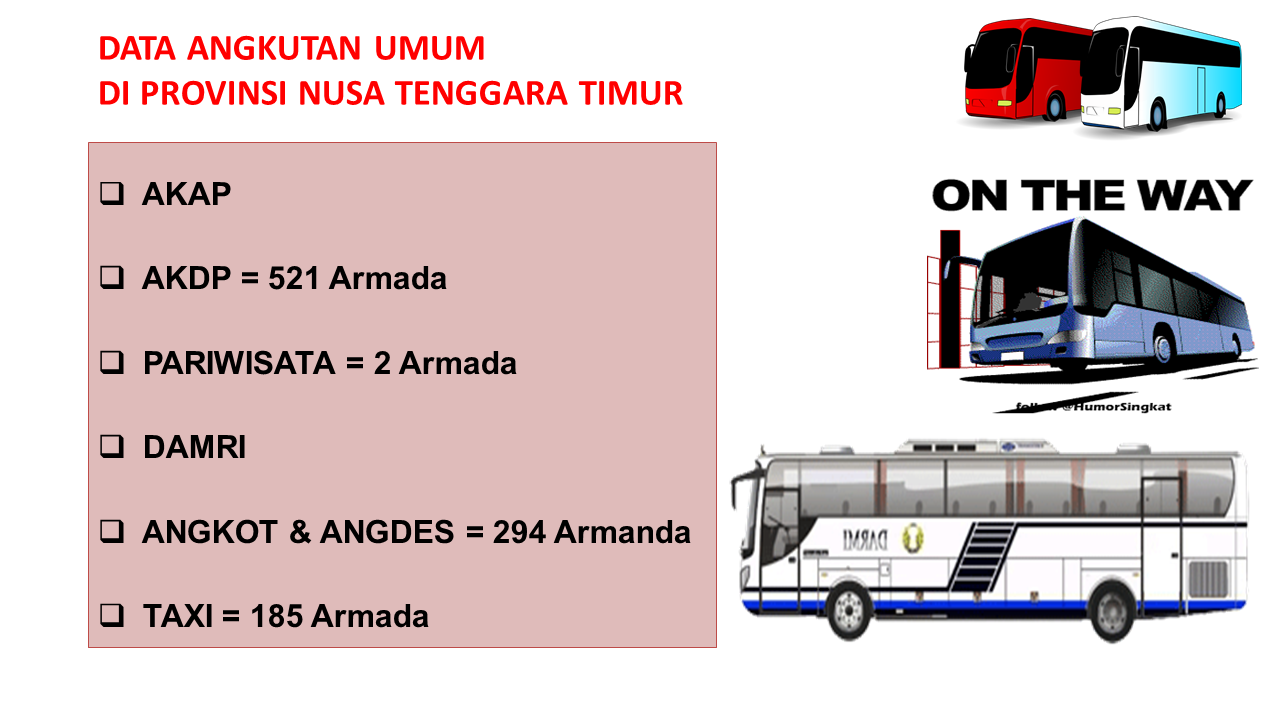 DATA ANGKUTAN UMUM
DI PROVINSI NUSA TENGGARA TIMUR
❑ AKAP
❑ AKDP = 521 Armada
❑ PARIWISATA = 2 Armada
❑ DAMRI
❑ ANGKOT & ANGDES = 294 Armanda
❑ TAXI = 185 Armada
ON THE WAY
follow @HumorSingkat
DARMI